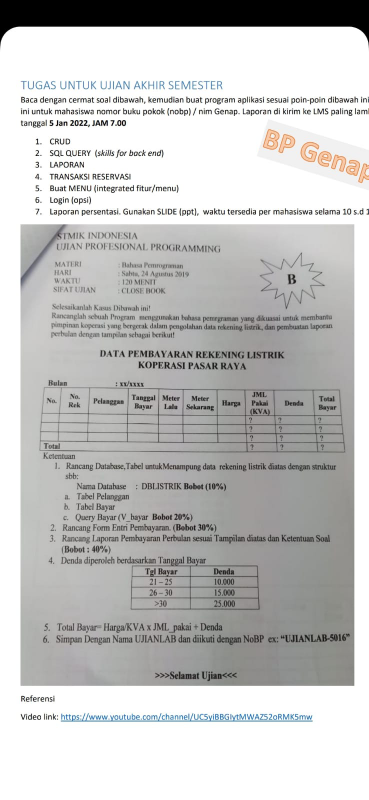 TUGAS UNTUK UJIAN AKHIR SEMESTER
Baca dengan cermat soal dibawah, kemudian buat program aplikasi sesuai poin-poin dibawah ini
ini untuk mahasiswa nomor buku pokok (nobp) / nim Genap. Laporan di kirim ke LMS paling lam
tanggal 5 Jan 2022, JAM 7.00
BP Genap
1. CRUD
2. SQL QUERY (skills for back end)
3. LAPORAN
4. TRANSAKSI RESERVASI
5. Buat MENU (integrated fitur/menu)
6. Login (opsi)
7. Laporan persentasi. Gunakan SLIDE (ppt), waktu tersedia per mahasiswa selama 10 s.d 1
STMIK INDONESIA
UJIAN PROFESIONAL PROGRAMMING
MATERI : Bahasa Pemrograman
HARI : Sabtu, 24 Agustus 2019
WAKTU : 120 MENIT
SIFAT UJIAN : CLOSE BOOK
B
Selesaikanlah Kasus Dibawah ini!
Rancanglah sebuah Program menggunakan bahasa pemrograman yang dikuasai untuk membantu
pimpinan koperasi yang bergerak dalam pengolahan data rekening listrik, dan pembuatan laporan
perbulan dengan tampilan sebagai berikut!
DATA PEMBAYARAN REKENING LISTRIK
KOPERASI PASAR RAYA
Bulan : xx/xxxx
No. No. Rek Pelanggan Tanggal Bayar Meter Lalu Meter Sekarang Harga JML Pakai (KVA) Denda Total Bayar
? ? ?
? ? ?
? ? ?
Total ? ? ?
Ketentuan
1. Rancang Database,Tabel untukMenampung data rekening listrik diatas dengan struktur
sbb:
Nama Database : DBLISTRIK Bobot (10%)
a. Tabel Pelanggan
b. Tabel Bayar
c. Query Bayar (V_bayar Bobot 20%)
2. Rancang Form Entri Pembayaran. (Bobot 30%)
3. Rancang Laporan Pembayaran Perbulan sesuai Tampilan diatas dan Ketentuan Soal
(Bobot : 40%)
4. Denda diperoleh berdasarkan Tanggal Bayar
Tgl Bayar Denda
21 – 25 10.000
26 – 30 15.000
>30 25.000
5. Total Bayar= Harga/KVA x JML_pakai + Denda
6. Simpan Dengan Nama UJIANLAB dan diikuti dengan NoBP ex: “UJIANLAB-5016”
>>>Selamat Ujian<<<
Referensi
Video link: https://www.youtube.com/channel/UC5yiBBGIytMWAZ52oRMK5mw